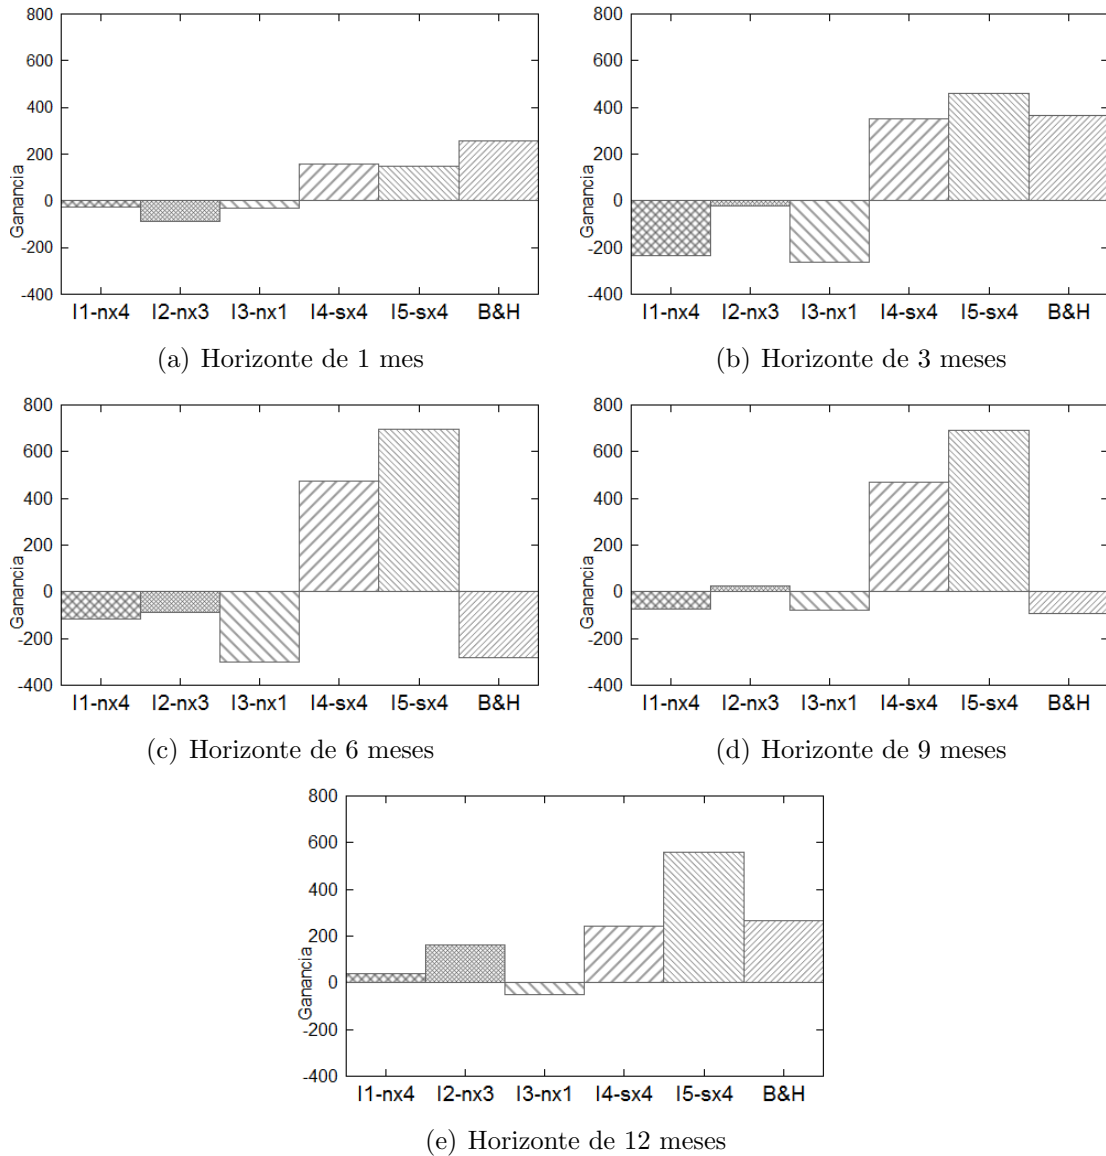 800
600
400
200
0
-200
-400
Ganancia
I1-nx4 I2-nx3 I3-nx1 I4-sx4 I5-sx4 B&H
(a) Horizonte de 1 mes
800
600
400
200
0
-200
-400
Ganancia
I1-nx4 I2-nx3 I3-nx1 I4-sx4 I5-sx4 B&H
(b) Horizonte de 3 meses
800
600
400
200
0
-200
-400
Ganancia
I1-nx4 I2-nx3 I3-nx1 I4-sx4 I5-sx4 B&H
(c) Horizonte de 6 meses
800
600
400
200
0
-200
-400
Ganancia
I1-nx4 I2-nx3 I3-nx1 I4-sx4 I5-sx4 B&H
(d) Horizonte de 9 meses
800
600
400
200
0
-200
-400
Ganancia
I1-nx4 I2-nx3 I3-nx1 I4-sx4 I5-sx4 B&H
(e) Horizonte de 12 meses